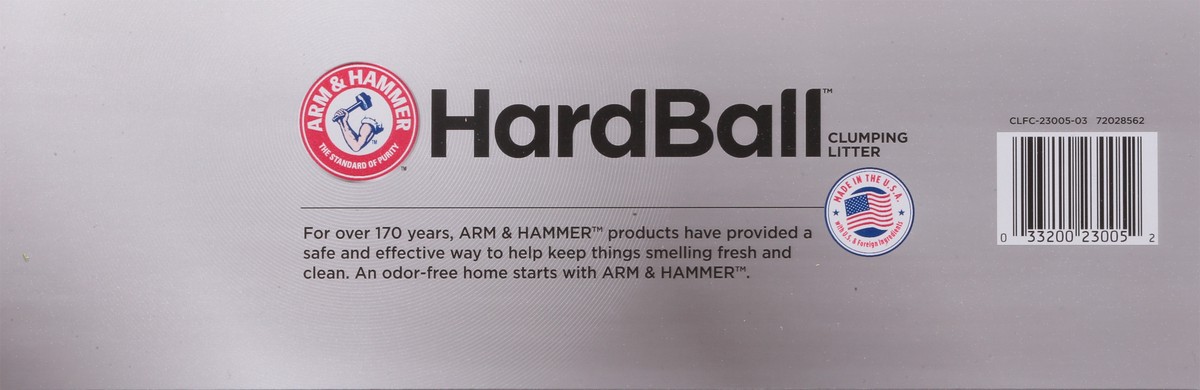 ARM & HAMMER
THE STANDARD OF PURITY
™
™
HardBall™
CLUMPING
LITTER
CLFC-23005-03 72028562
MADE IN THE U.S.A.
with U.S. & Foreign Ingredients
0 33200 23005 2
For over 170 years, ARM & HAMMER™ products have provided a
safe and effective way to help keep things smelling fresh and
clean. An odor-free home starts with ARM & HAMMER™.